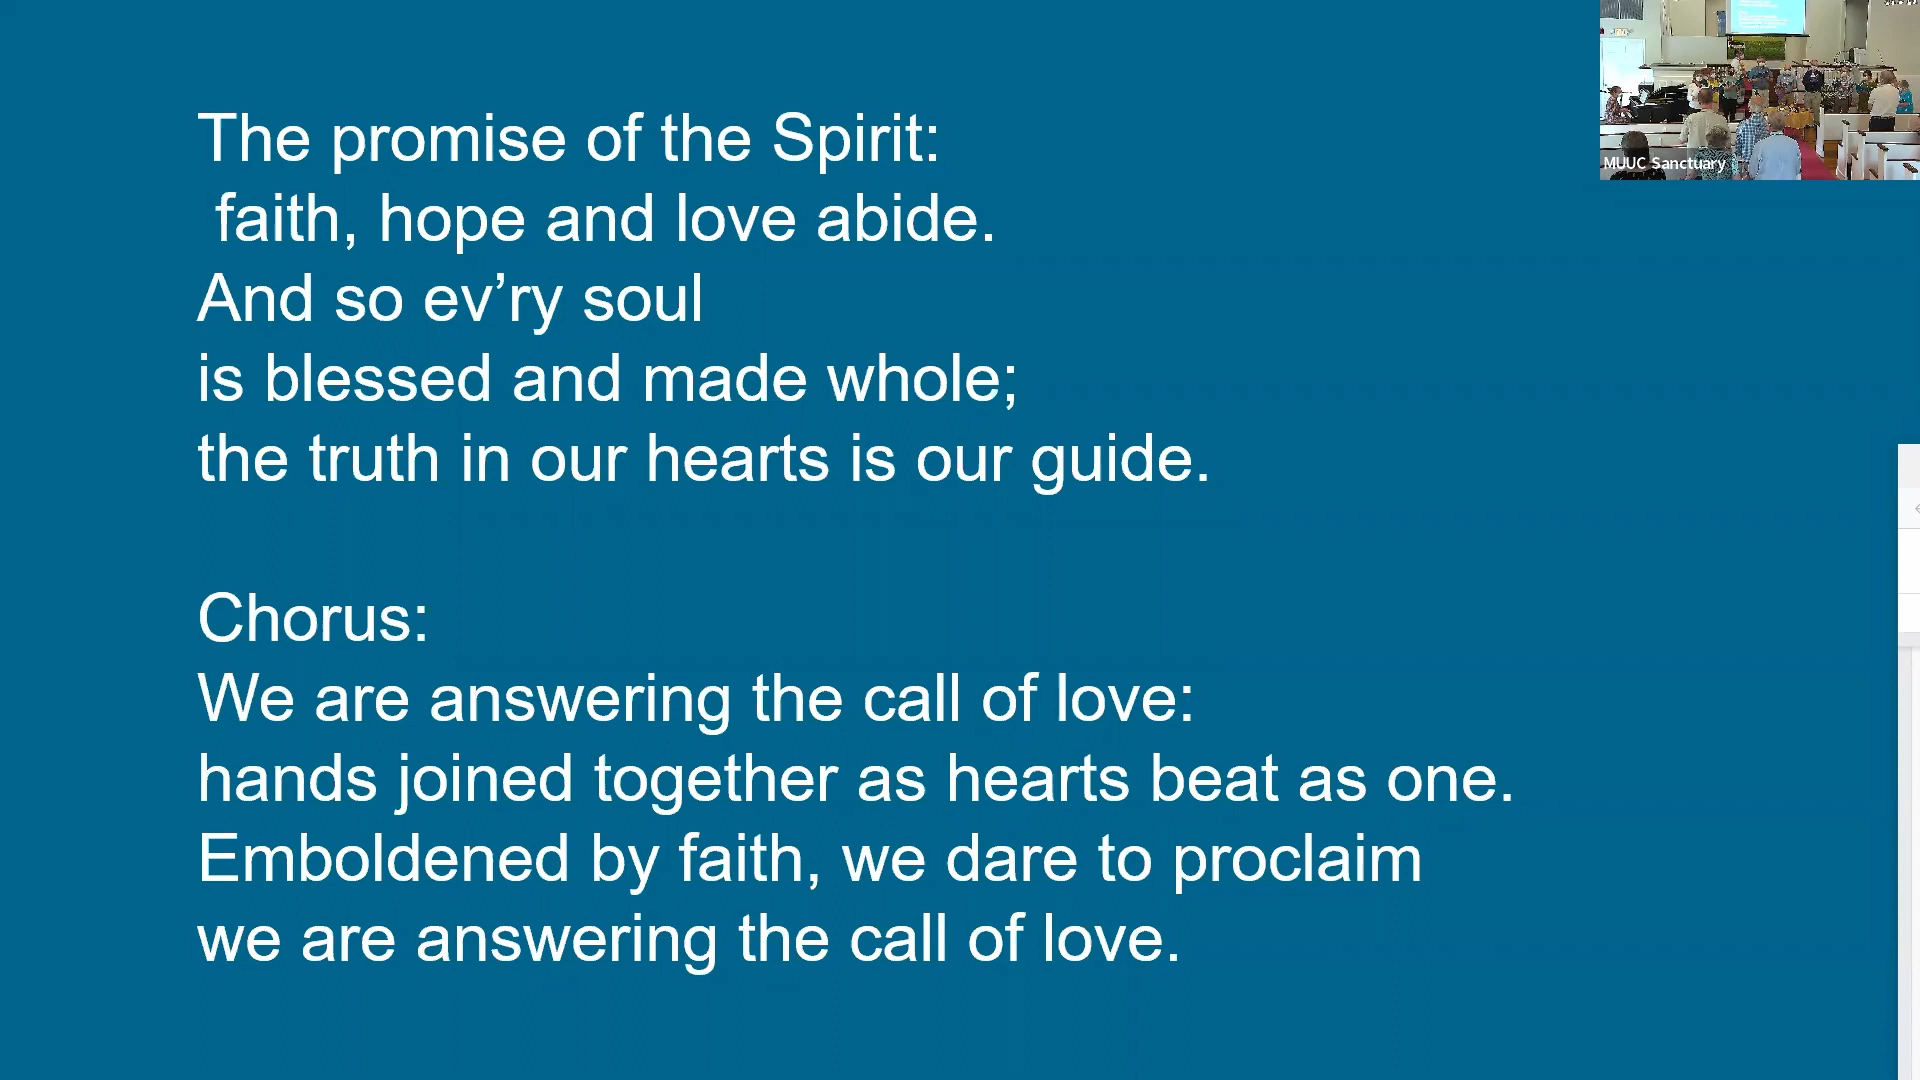 The promise of the Spirit:
faith, hope and love abide.
And so ev’ry soul
is blessed and made whole;
the truth in our hearts is our guide.
Chorus:
We are answering the call of love:
hands joined together as hearts beat as one.
Emboldened by faith, we dare to proclaim
we are answering the call of love.
MUUC Sanctuary